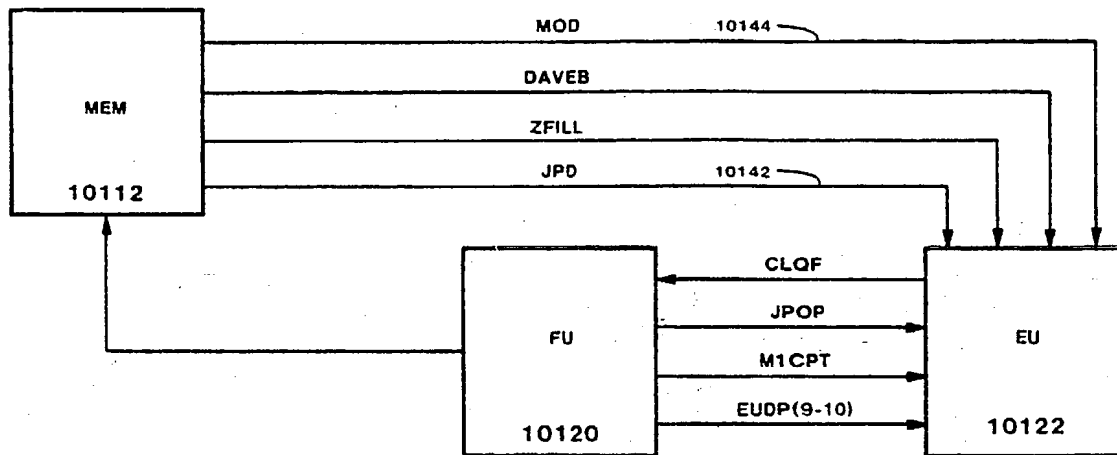 MOD 10144
DAVEB
MEM
ZFILL
JPD 10142
10112
CLQF
JPOP
FU
EU
M1CPT
EUDP(9-10)
10120
10122